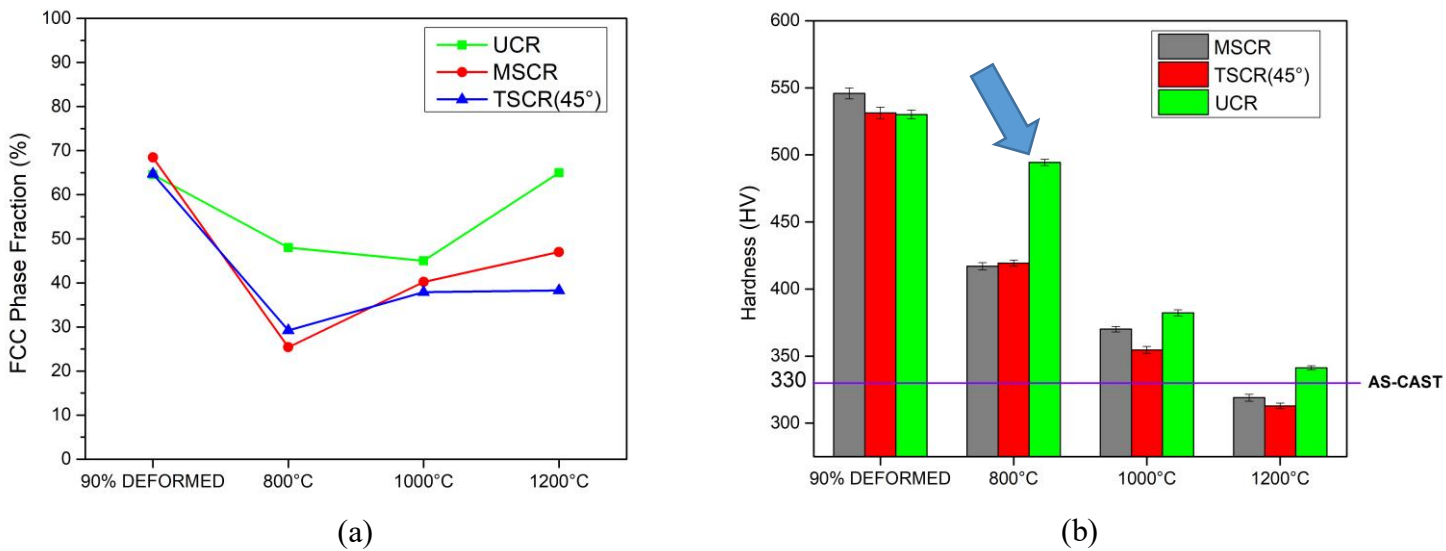 100
90
80
70
60
50
40
30
20
10
0
FCC Phase Fraction (%)
UCR
MSCR
TSCR(45°)
90% DEFORMED 800°C 1000°C 1200°C
(a)
600
550
500
450
400
350
330
300
Hardness (HV)
MSCR
TSCR(45°)
UCR
AS-CAST
90% DEFORMED 800°C 1000°C 1200°C
(b)